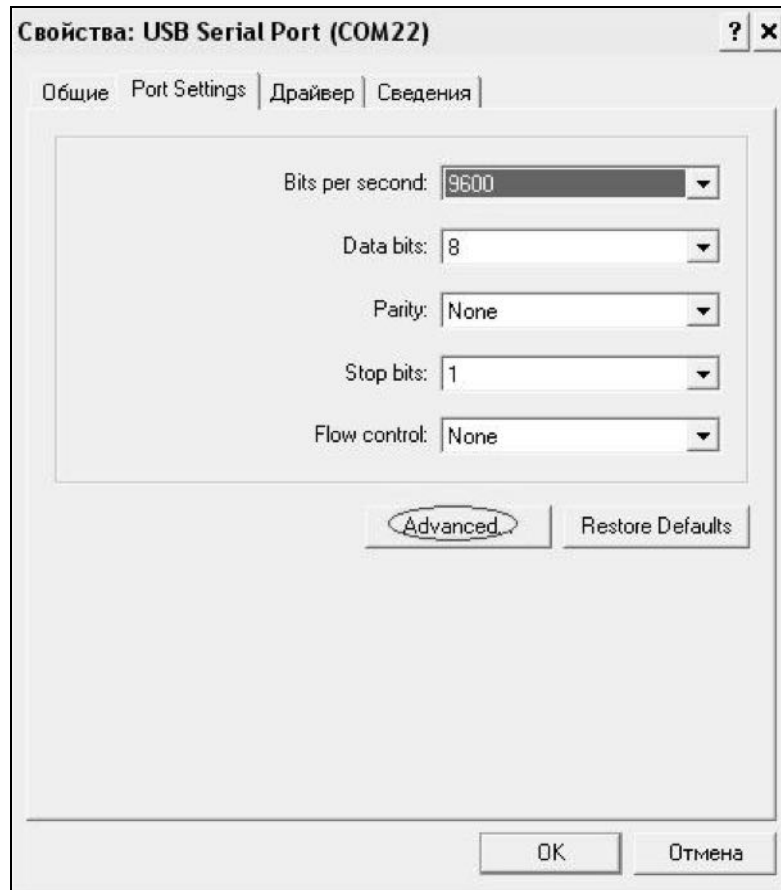 Свойства: USB Serial Port (COM22) ? ×
Общие Port Settings Драйвер Сведения
Bits per second: 9600
Data bits: 8
Parity: None
Stop bits: 1
Flow control: None
Advanced... Restore Defaults
OK Отмена